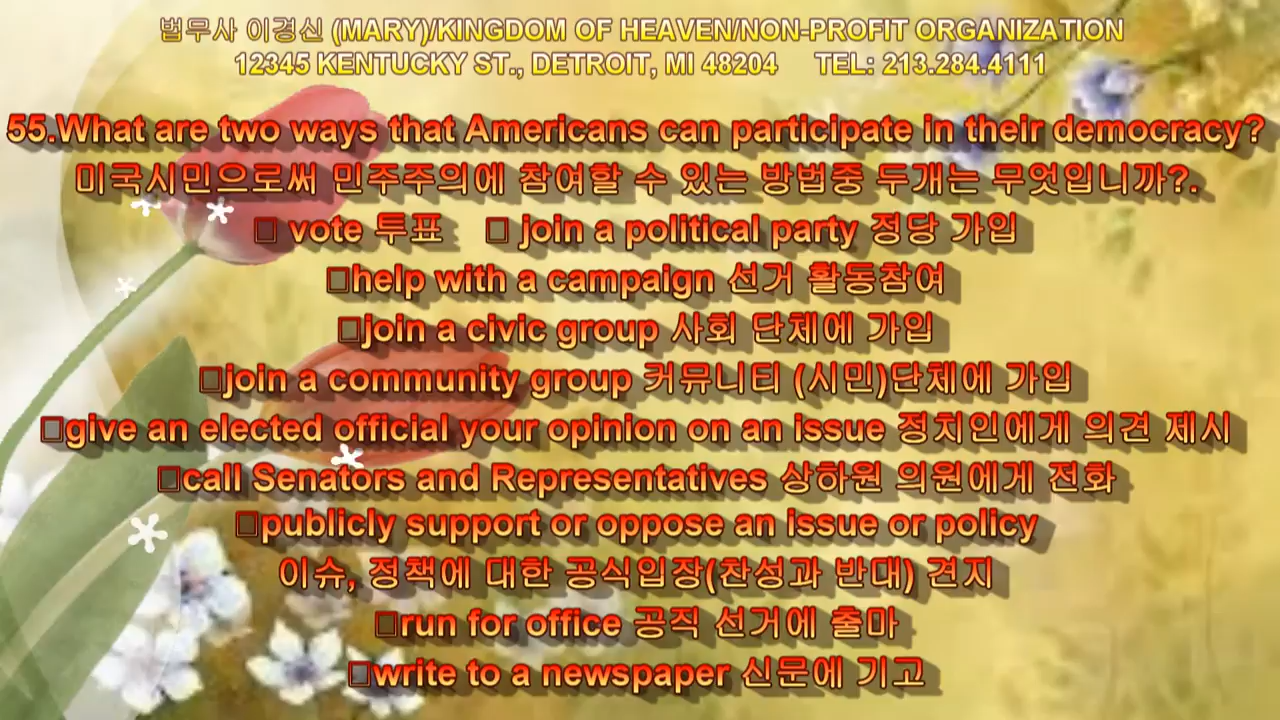 법무사 이경신 (MARY)/KINGDOM OF HEAVEN/NON-PROFIT ORGANIZATION
12345 KENTUCKY ST., DETROIT, MI 48204 TEL: 213.284.4111
55.What are two ways that Americans can participate in their democracy?
미국시민으로써 민주주의에 참여할 수 있는 방법중 두개는 무엇입니까?.
□ vote 투표 □ join a political party 정당 가입
□help with a campaign 선거 활동참여
□join a civic group 사회 단체에 가입
□join a community group 커뮤니티 (시민)단체에 가입
□give an elected official your opinion on an issue 정치인에게 의견 제시
□call Senators and Representatives 상하원 의원에게 전화
□publicly support or oppose an issue or policy
이슈, 정책에 대한 공식입장(찬성과 반대) 견지
□run for office 공직 선거에 출마
□write to a newspaper 신문에 기고